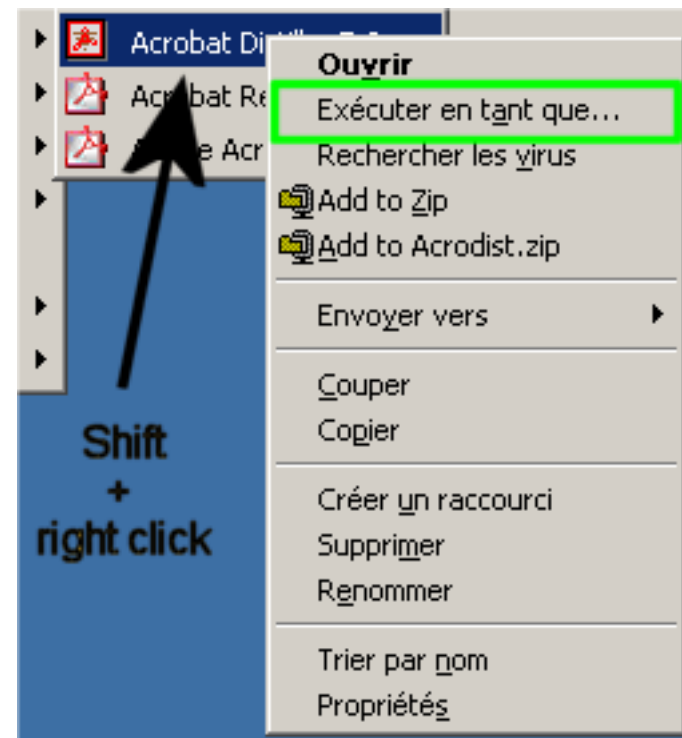 Acrobat Di
Acrobat Re
e Acr
Ouvrir
Exécuter en tant que...
Rechercher les virus
Add to Zip
Add to Acrodist.zip
Envoyer vers
Couper
Copier
Créer un raccourci
Supprimer
Renommer
Trier par nom
Propriétés
Shift
+
right click